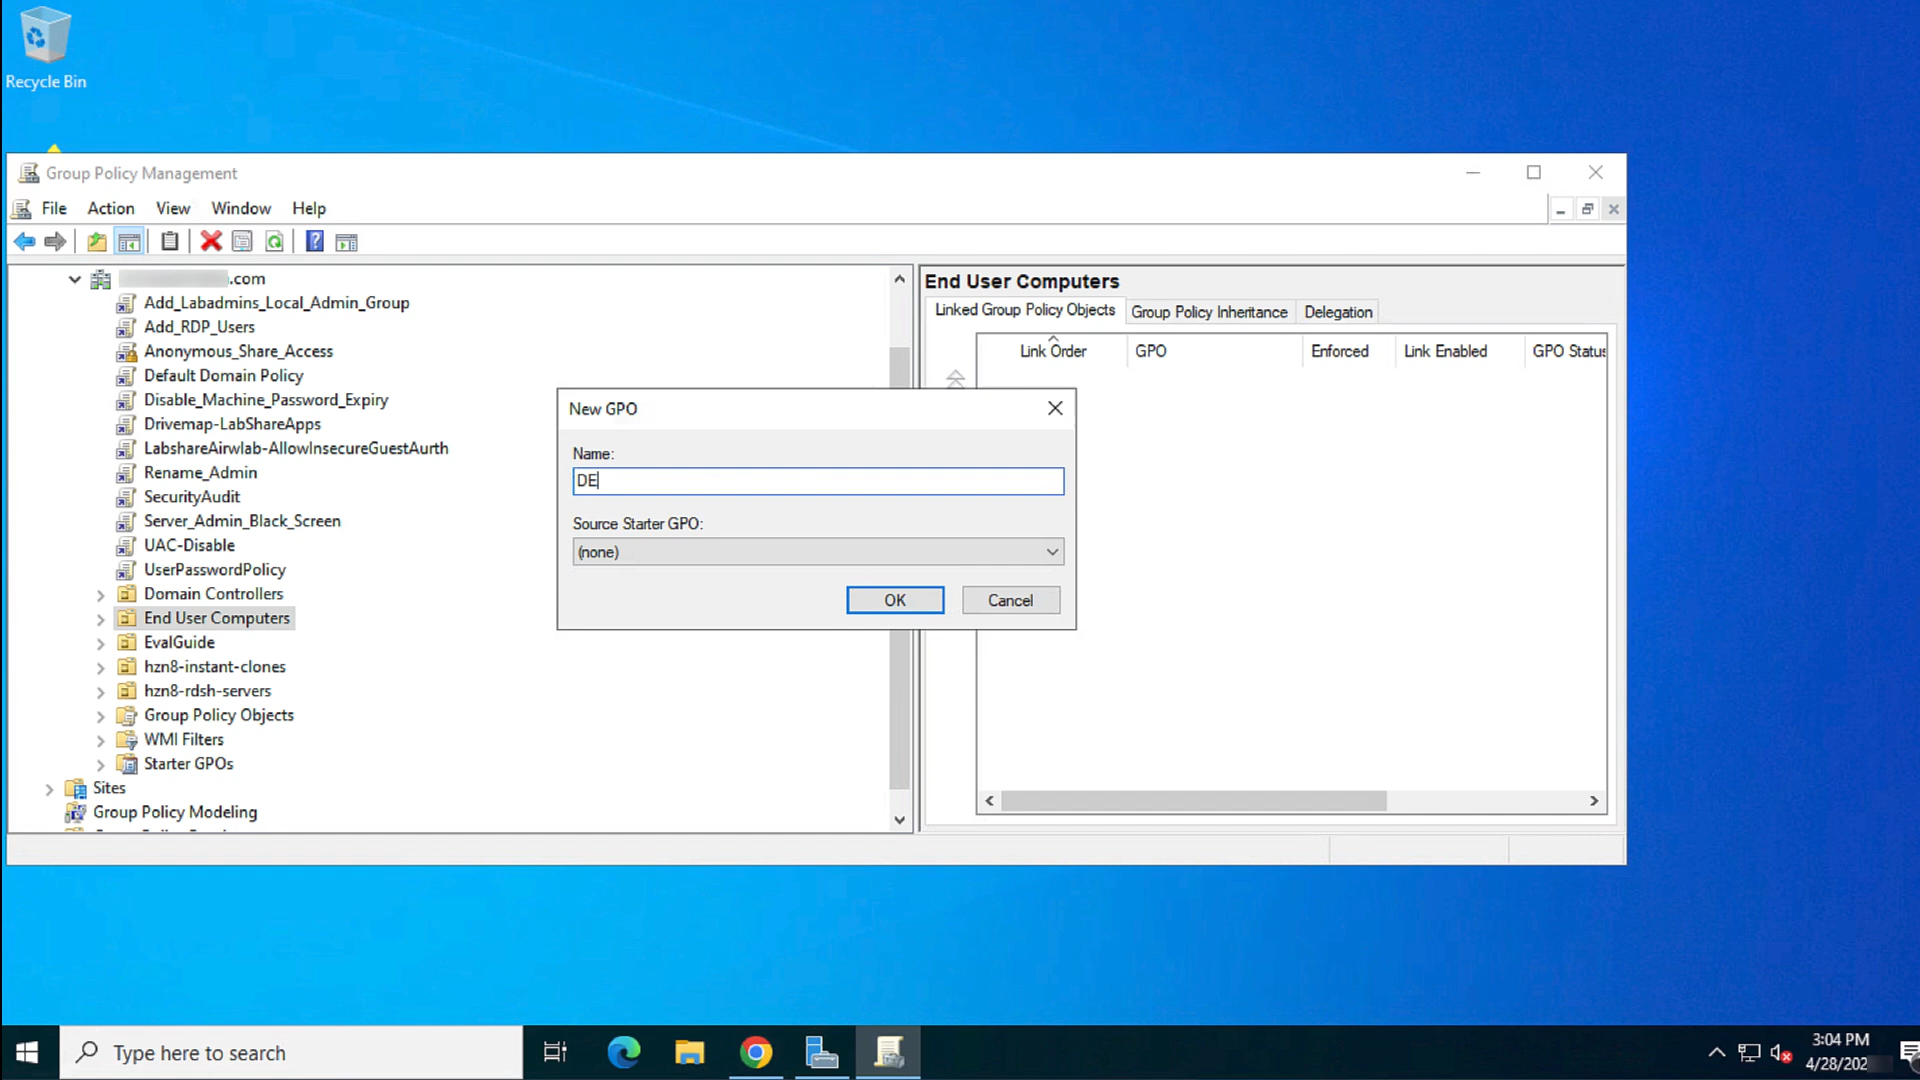 Recycle Bin
Group Policy Management
File Action View Window Help
.com
Add_Labadmins_Local_Admin_Group
Add_RDP_Users
Anonymous_Share_Access
Default Domain Policy
Disable_Machine_Password_Expiry
Drivemap-LabShareApps
LabshareAirwlab-AllowInsecureGuestAurth
Rename_Admin
SecurityAudit
Server_Admin_Black_Screen
UAC-Disable
UserPasswordPolicy
Domain Controllers
End User Computers
EvalGuide
hzn8-instant-clones
hzn8-rdsh-servers
Group Policy Objects
WMI Filters
Starter GPOs
Sites
Group Policy Modeling
End User Computers
Linked Group Policy Objects Group Policy Inheritance Delegation
Link Order GPO Enforced Link Enabled GPO Status
New GPO
Name:
DE
Source Starter GPO:
(none)
OK Cancel
Type here to search
3:04 PM
4/28/202